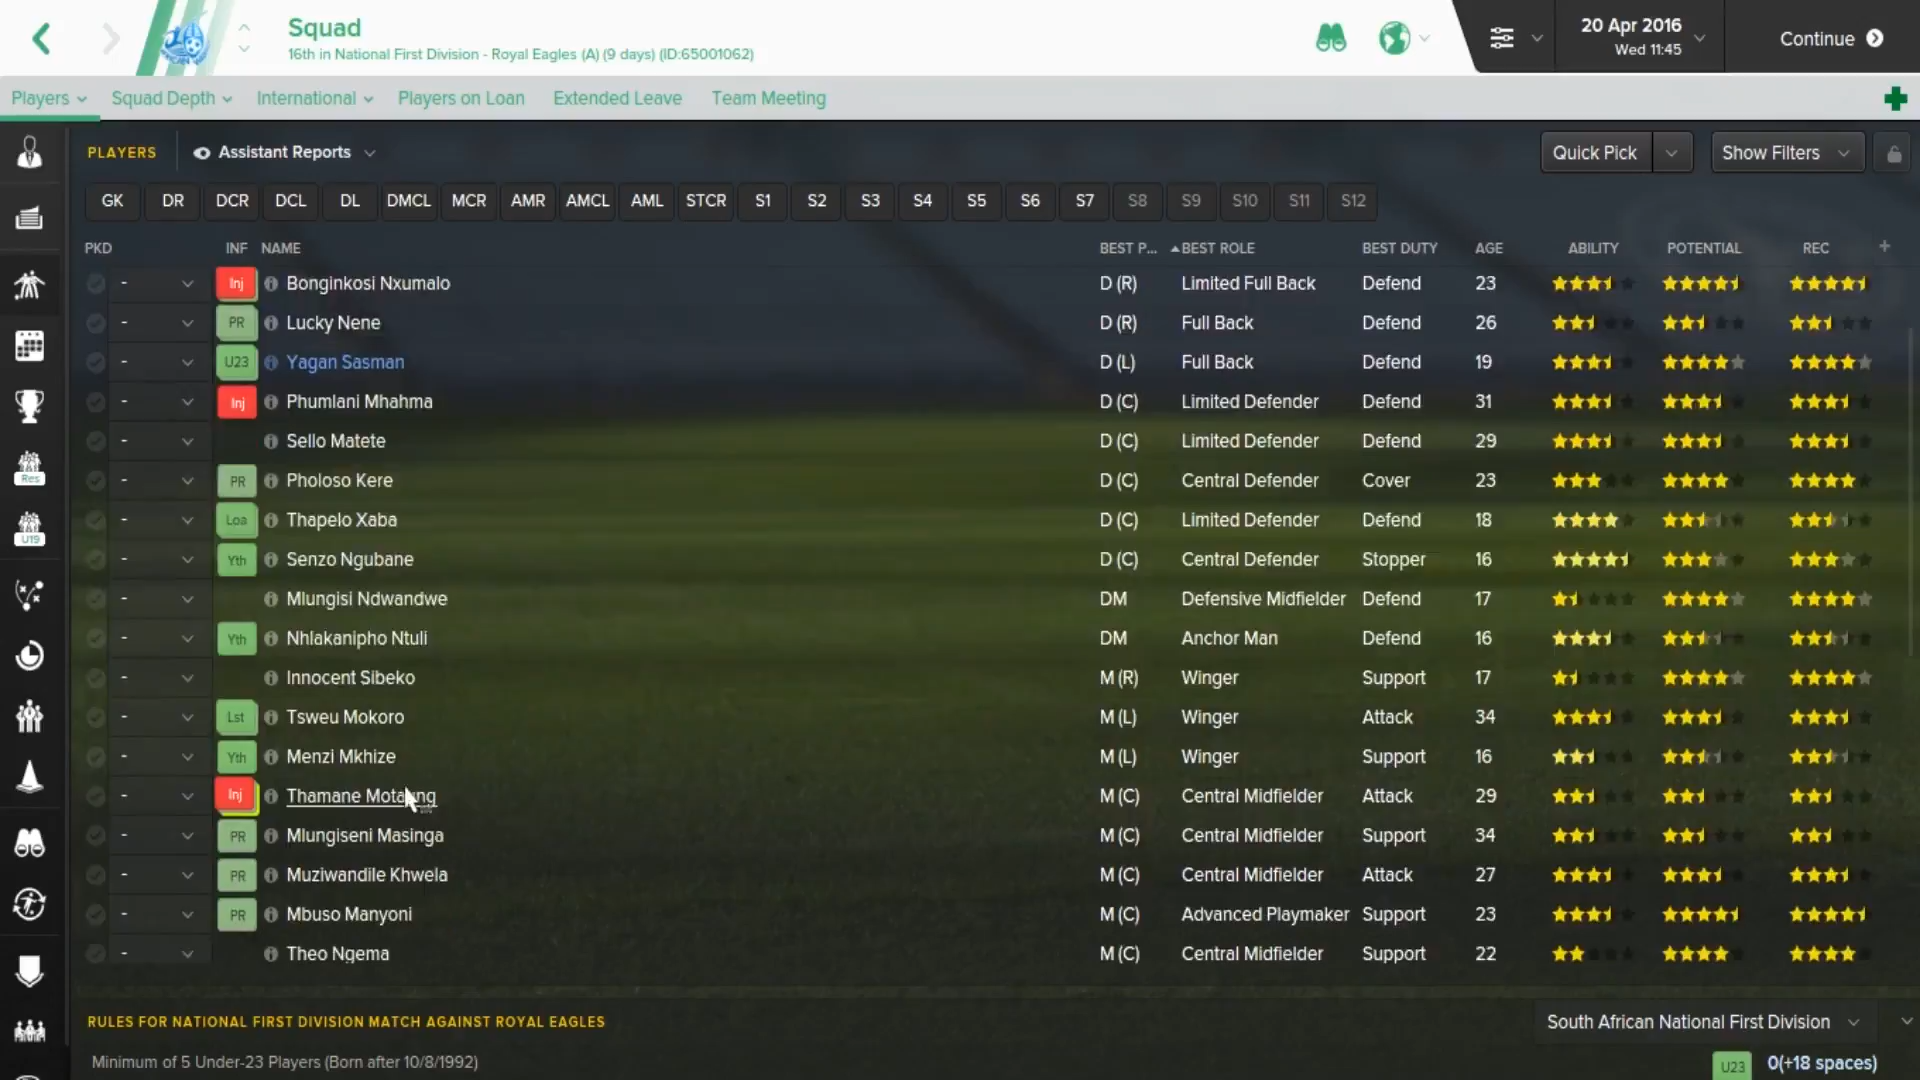 Squad
16th in National First Division - Royal Eagles (A) (9 days) (ID:65001062)
20 Apr 2016
Wed 11:45
Continue
Players Squad Depth International Players on Loan Extended Leave Team Meeting
PLAYERS Assistant Reports Quick Pick Show Filters
GK DR DCR DCL DL DMCL MCR AMR AMCL AML STCR S1 S2 S3 S4 S5 S6 S7 S8 S9 S10 S11 S12
PKD INF NAME BEST P... BEST ROLE BEST DUTY AGE ABILITY POTENTIAL REC
- Inj Bonginkosi Nxumalo D (R) Limited Full Back Defend 23
- PR Lucky Nene D (R) Full Back Defend 26
- U23 Yagan Sasman D (L) Full Back Defend 19
- Inj Phumlani Mhahma D (C) Limited Defender Defend 31
- Sello Matete D (C) Limited Defender Defend 29
- PR Pholoso Kere D (C) Central Defender Cover 23
- Loa Thapelo Xaba D (C) Limited Defender Defend 18
- Yth Senzo Ngubane D (C) Central Defender Stopper 16
- Mlungisi Ndwandwe DM Defensive Midfielder Defend 17
- Yth Nhlakanipho Ntuli DM Anchor Man Defend 16
- Innocent Sibeko M (R) Winger Support 17
- Lst Tsweu Mokoro M (L) Winger Attack 34
- Yth Menzi Mkhize M (L) Winger Support 16
- Inj Thamane M (C) Central Midfielder Attack 29
- PR Mlungiseni Masinga M (C) Central Midfielder Support 34
- PR Muziwandile Khwela M (C) Central Midfielder Attack 27
- PR Mbuso Manyoni M (C) Advanced Playmaker Support 23
- Theo Ngema M (C) Central Midfielder Support 22
Res
U19
RULES FOR NATIONAL FIRST DIVISION MATCH AGAINST ROYAL EAGLES South African National First Division
Minimum of 5 Under-23 Players (Born after 10/8/1992) U23 0(+18 spaces)